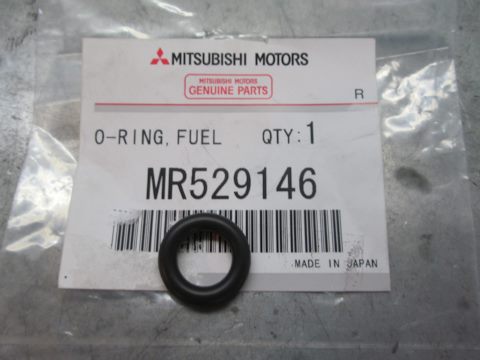 MITSUBISHI MOTORS
MITSUBISHI MOTORS
GENUINE PARTS
R
O-RING, FUEL QTY:1
MR529146
MADE IN JAPAN